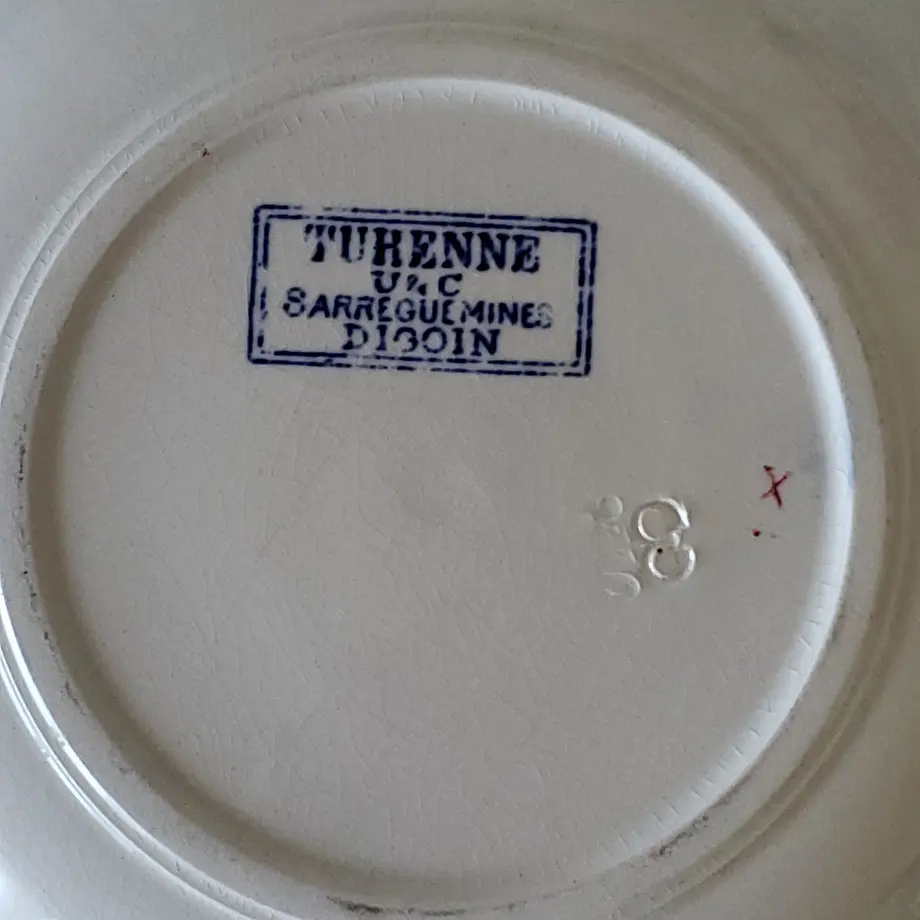 TURENNE
U & C
SARREGUEMINES
DIGOIN
X